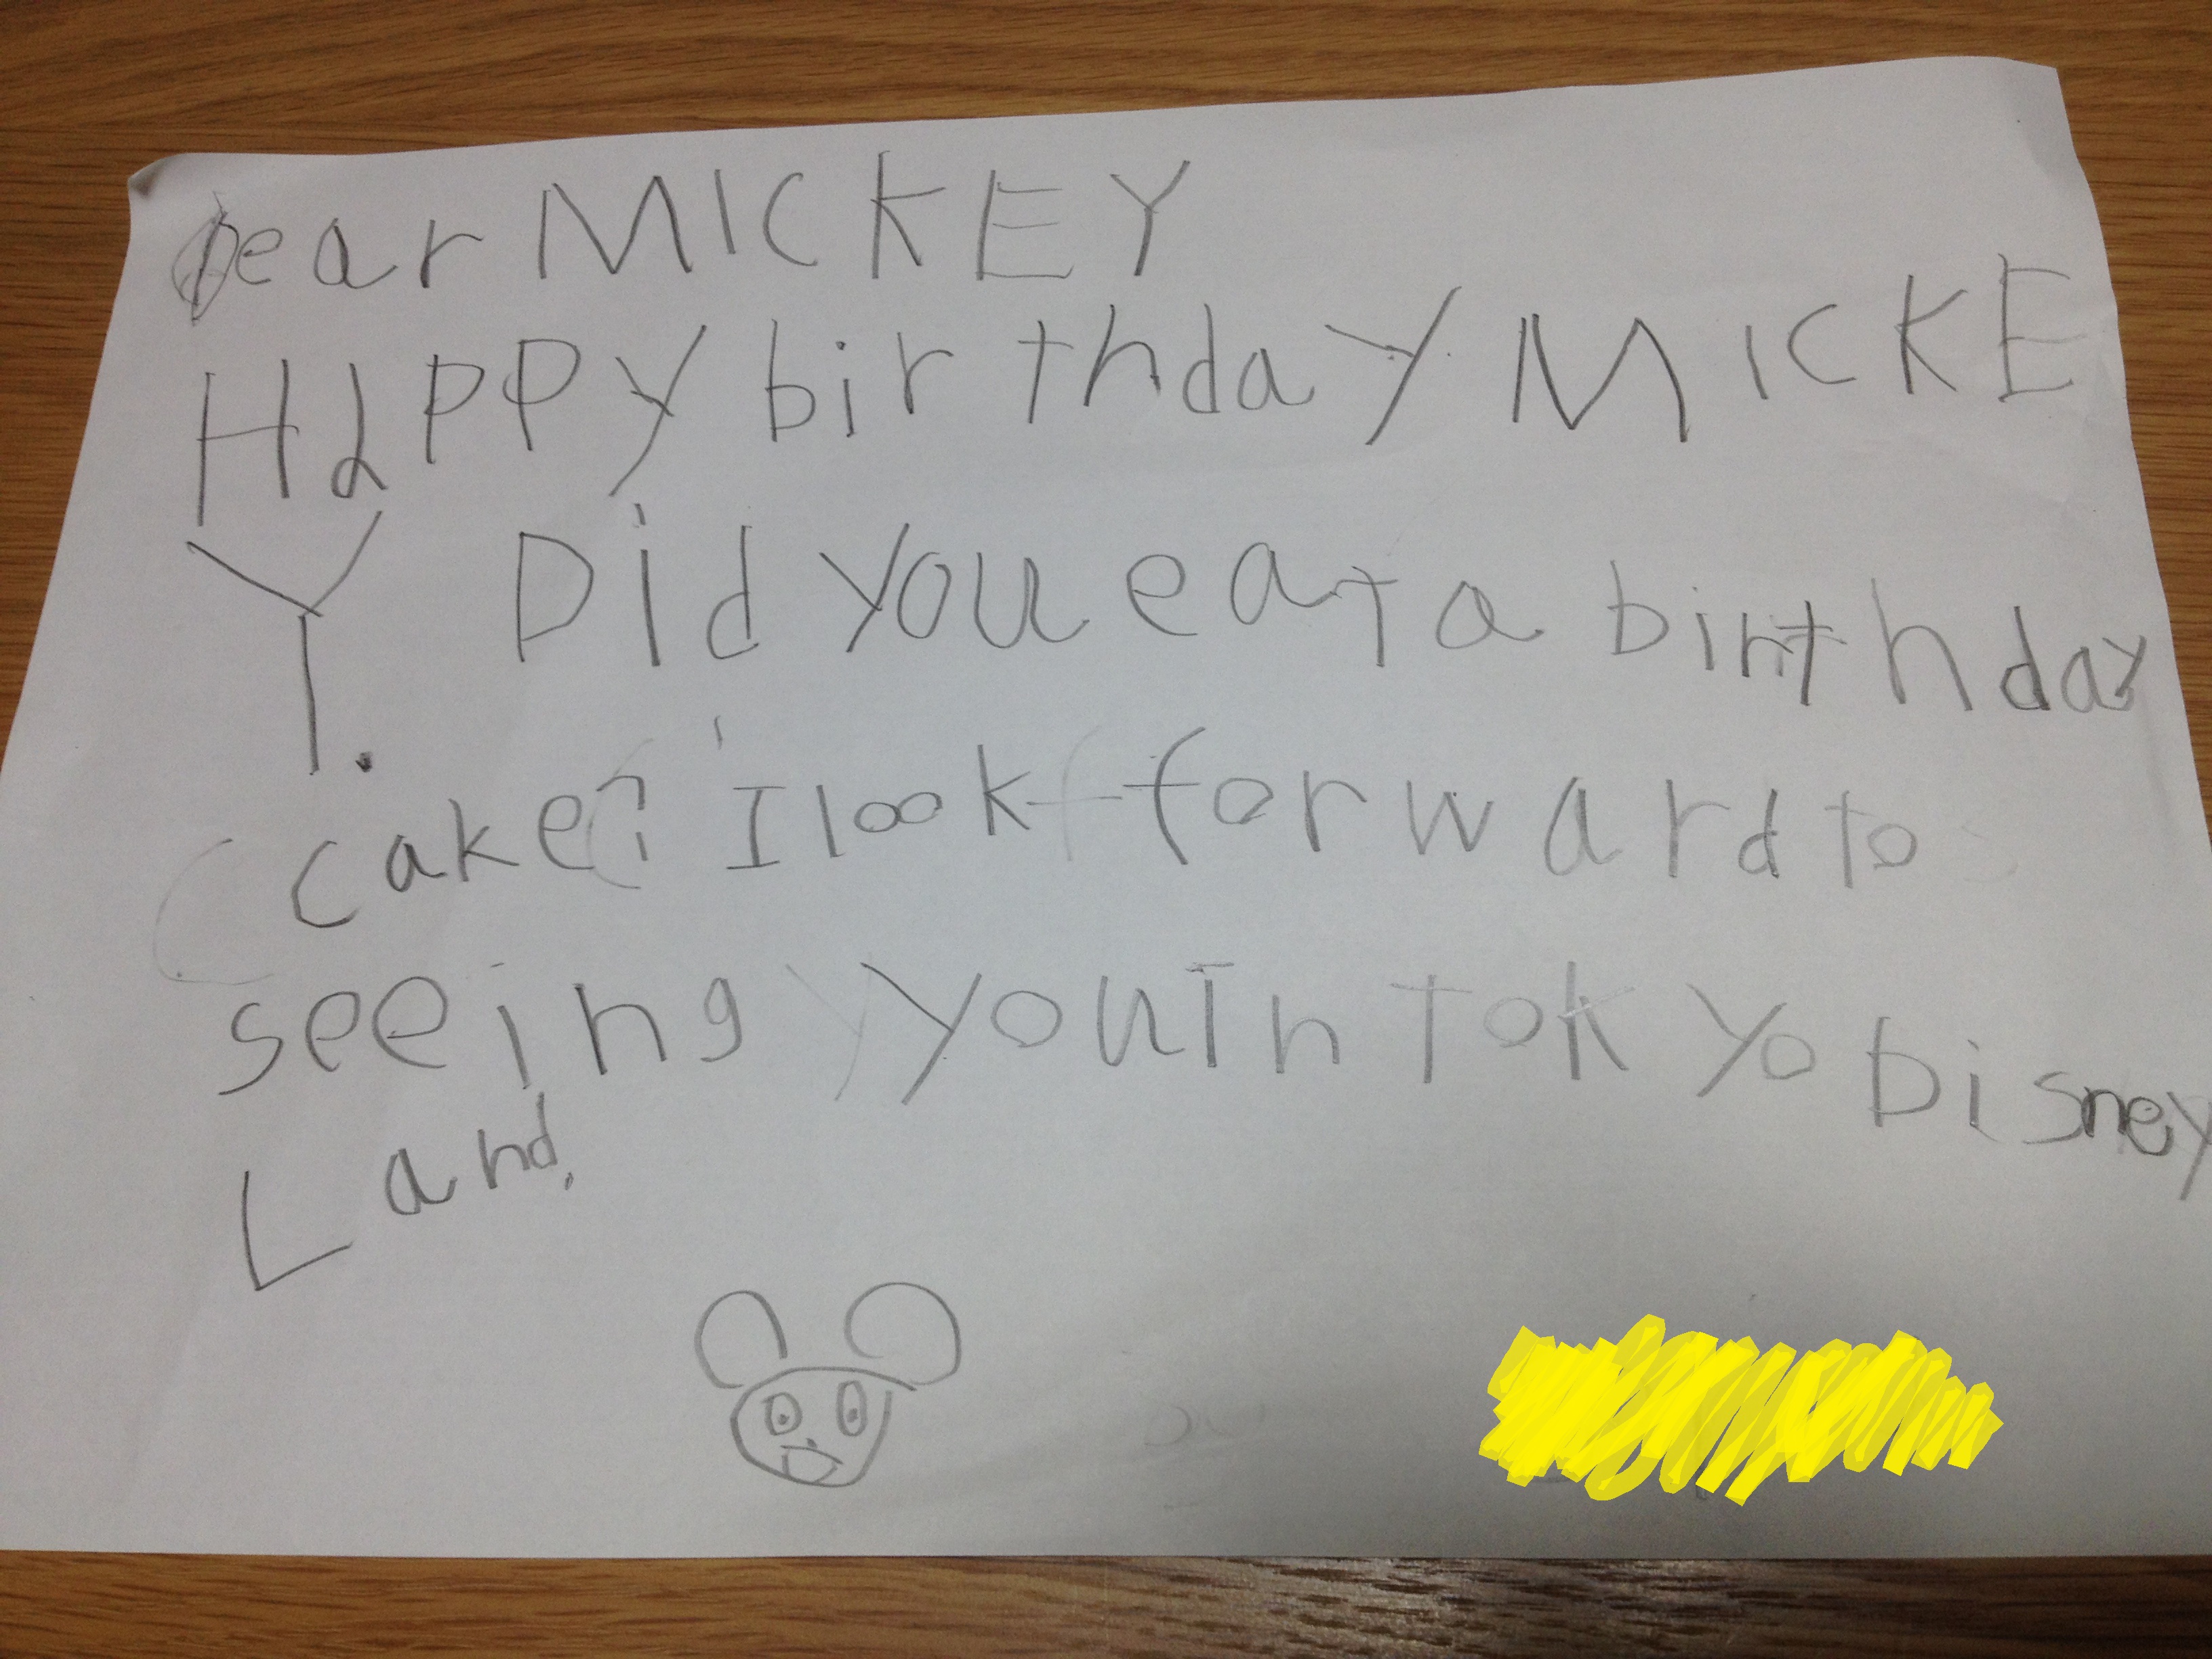 Dear MICKEY
Happy birthday MICKE
Y. Did you eat a birthday
cake? I look forward to
seeing you in Tokyo Disney
Land.